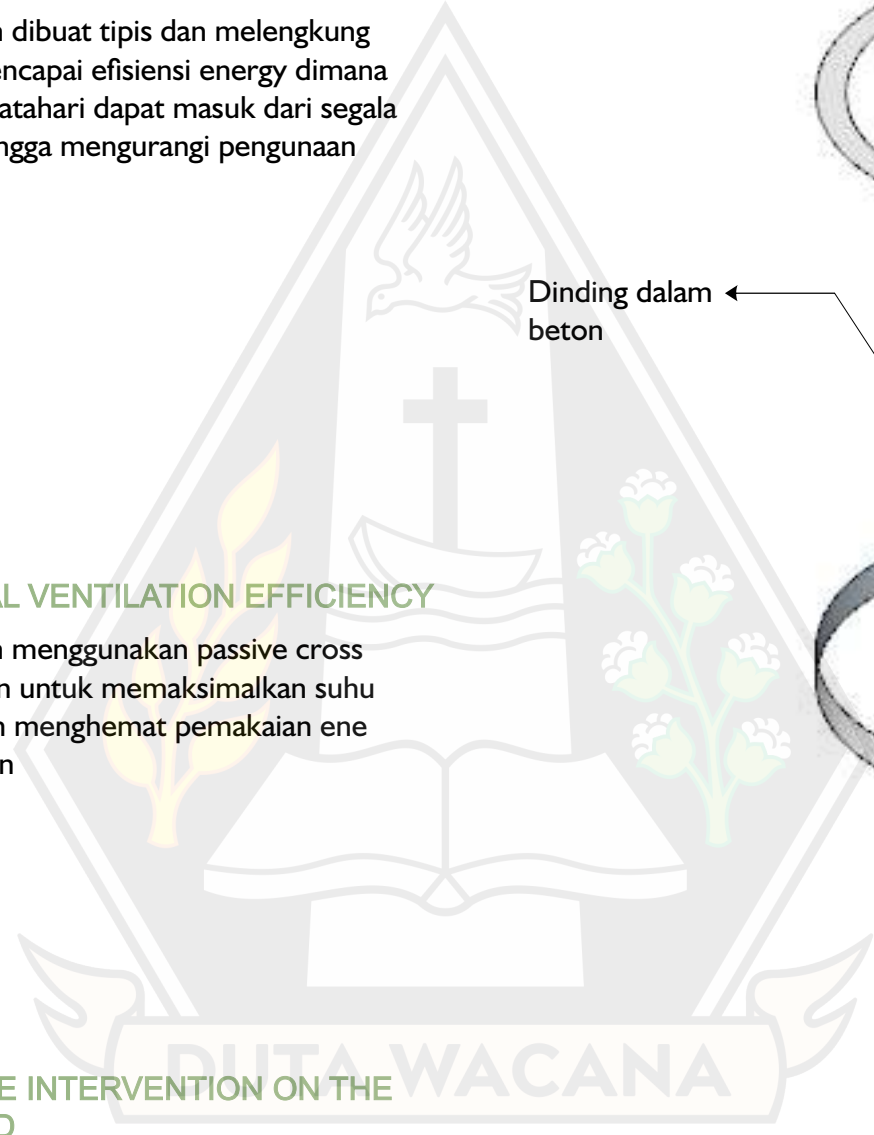 dibuat tipis dan melengkung
encapai efisiensi energy dimana
atahari dapat masuk dari segala
ngga mengurangi pengunaan
Dinding dalam
beton
AL VENTILATION EFFICIENCY
menggunakan passive cross
n untuk memaksimalkan suhu
menghemat pemakaian ene
n
DUTA WACANA
E INTERVENTION ON THE